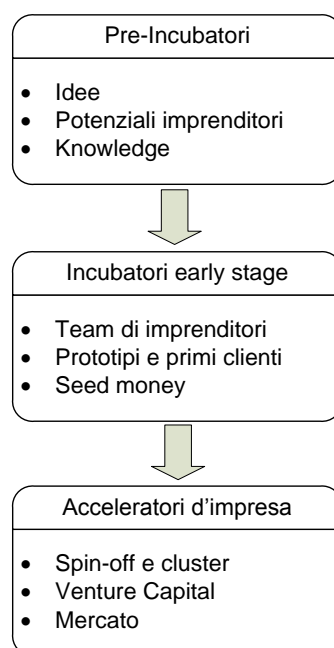 Pre-Incubatori
• Idee
• Potenziali imprenditori
• Knowledge
Incubatori early stage
• Team di imprenditori
• Prototipi e primi clienti
• Seed money
Acceleratori d'impresa
• Spin-off e cluster
• Venture Capital
• Mercato